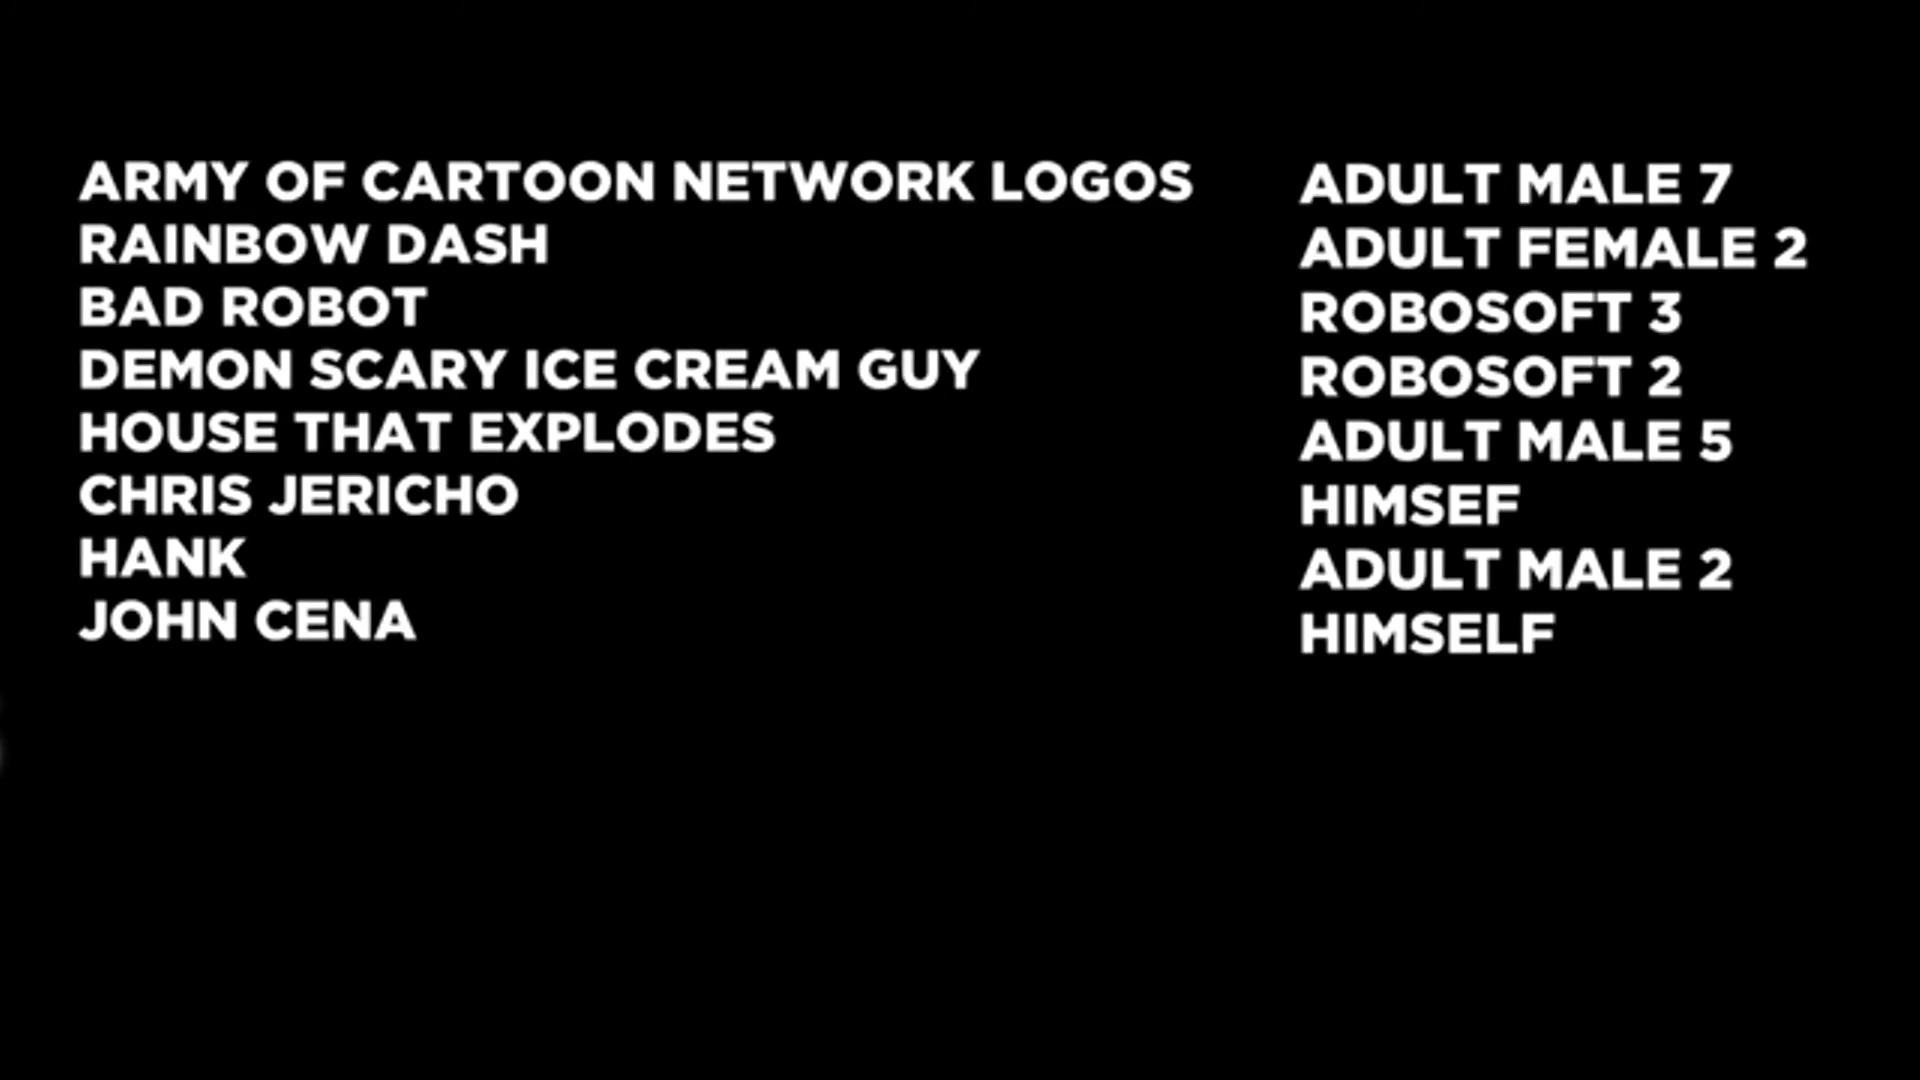 ARMY OF CARTOON NETWORK LOGOS
RAINBOW DASH
BAD ROBOT
DEMON SCARY ICE CREAM GUY
HOUSE THAT EXPLODES
CHRIS JERICHO
HANK
JOHN CENA
ADULT MALE 7
ADULT FEMALE 2
ROBOSOFT 3
ROBOSOFT 2
ADULT MALE 5
HIMSEF
ADULT MALE 2
HIMSELF